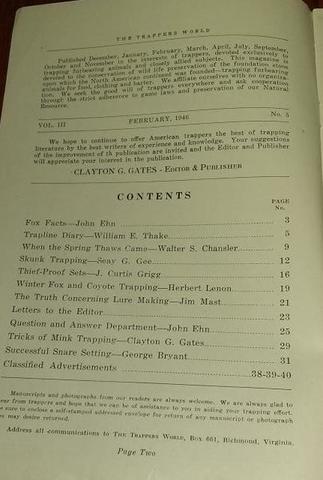 THE TRAPPERS WORLD
Published December, January, February, March, April, July, September,
October and November in the interests of trappers, devoted exclusively to
trapping furbearing animals and closely allied subjects. This magazine is
devoted to the conservation of wild life preservation of the foundation stone
upon which the North American continent was founded—trapping furbearing
animals for food, clothing and barter. We affiliate ourselves with no organiza-
tion. We seek the good will of trappers everywhere and ask cooperation
through the strict adherence to game laws and preservation of our Natural
Resource.
VOL. III FEBRUARY, 1946 No. 5
We hope to continue to offer American trappers the best of trapping
literature by the best writers of experience and knowledge. Your suggestions
of the improvement of th publication are invited and the Editor and Publisher
will appreciate your interest in the publication.
CLAYTON G. GATES - Editor & Publisher
CONTENTS
PAGE
No.
Fox Facts—John Ehn 3
Trapline Diary—William E. Thake 5
When the Spring Thaws Came—Walter S. Chansler 9
Skunk Trapping—Seay G. Gee 12
Thief-Proof Sets—J. Curtis Grigg 16
Winter Fox and Coyote Trapping—Herbert Lenon 19
The Truth Concerning Lure Making—Jim Mast 21
Letters to the Editor 23
Question and Answer Department—John Ehn 25
Tricks of Mink Trapping—Clayton G. Gates 29
Successful Snare Setting—George Bryant 31
Classified Advertisements 38-39-40
Manuscripts and photographs from our readers are always welcome. We are always glad to
ear from trappers and hope that we can be of assistance to you in aiding your trapping effort.
e sure to enclose a self-stamped addressed envelope for return of any manuscript or photograph
es may desire returned.
Address all communications to THE TRAPPERS WORLD, Box 661, Richmond, Virginia.
Page Two